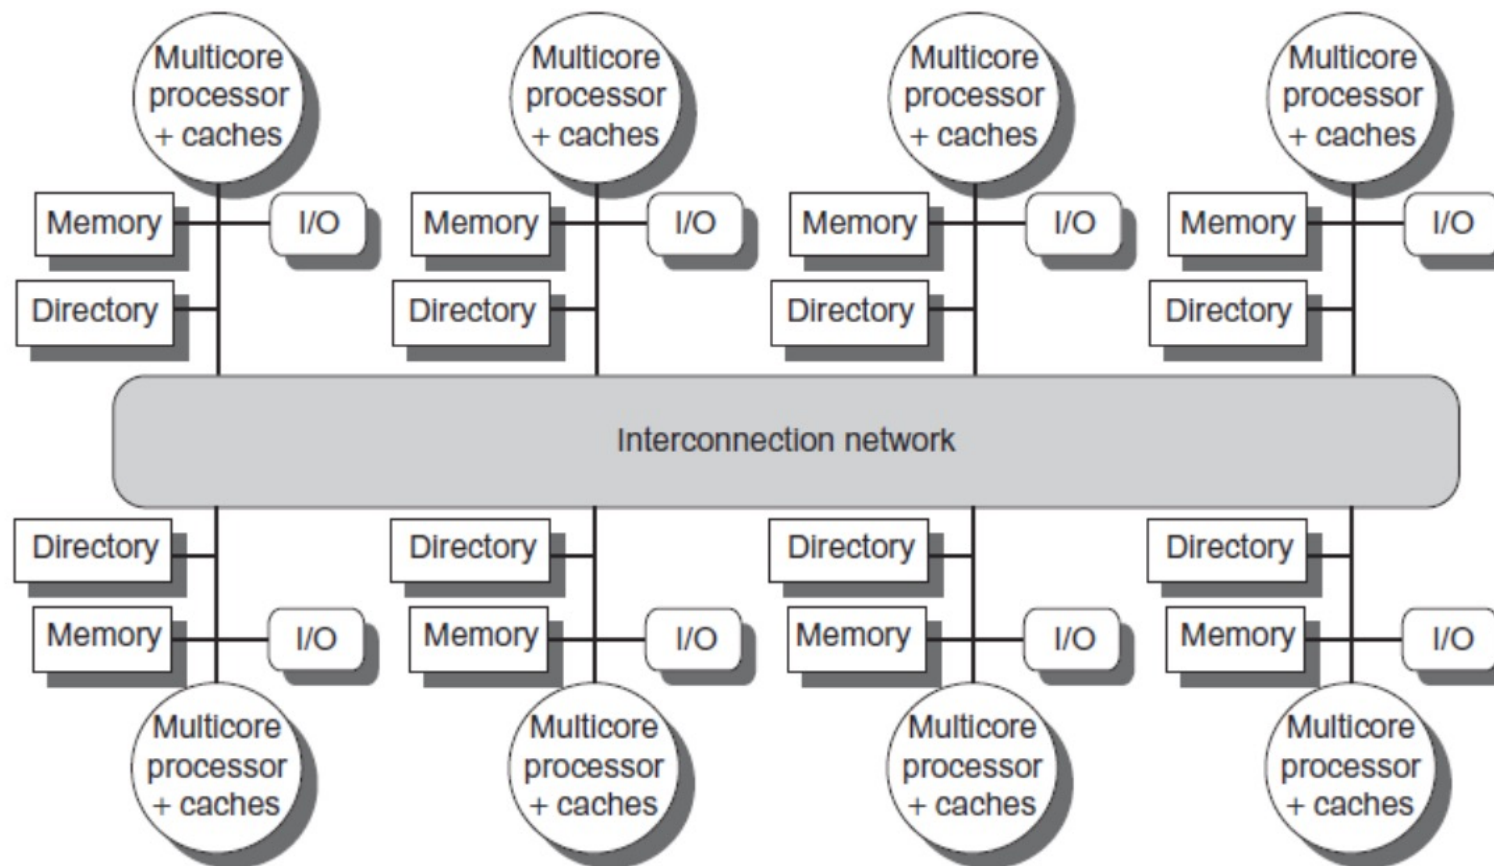 Multicore
processor
+ caches
Multicore
processor
+ caches
Multicore
processor
+ caches
Multicore
processor
+ caches
Memory I/O Memory I/O Memory I/O Memory I/O
Directory Directory Directory Directory
Interconnection network
Directory Directory Directory Directory
Memory I/O Memory I/O Memory I/O Memory I/O
Multicore
processor
+ caches
Multicore
processor
+ caches
Multicore
processor
+ caches
Multicore
processor
+ caches